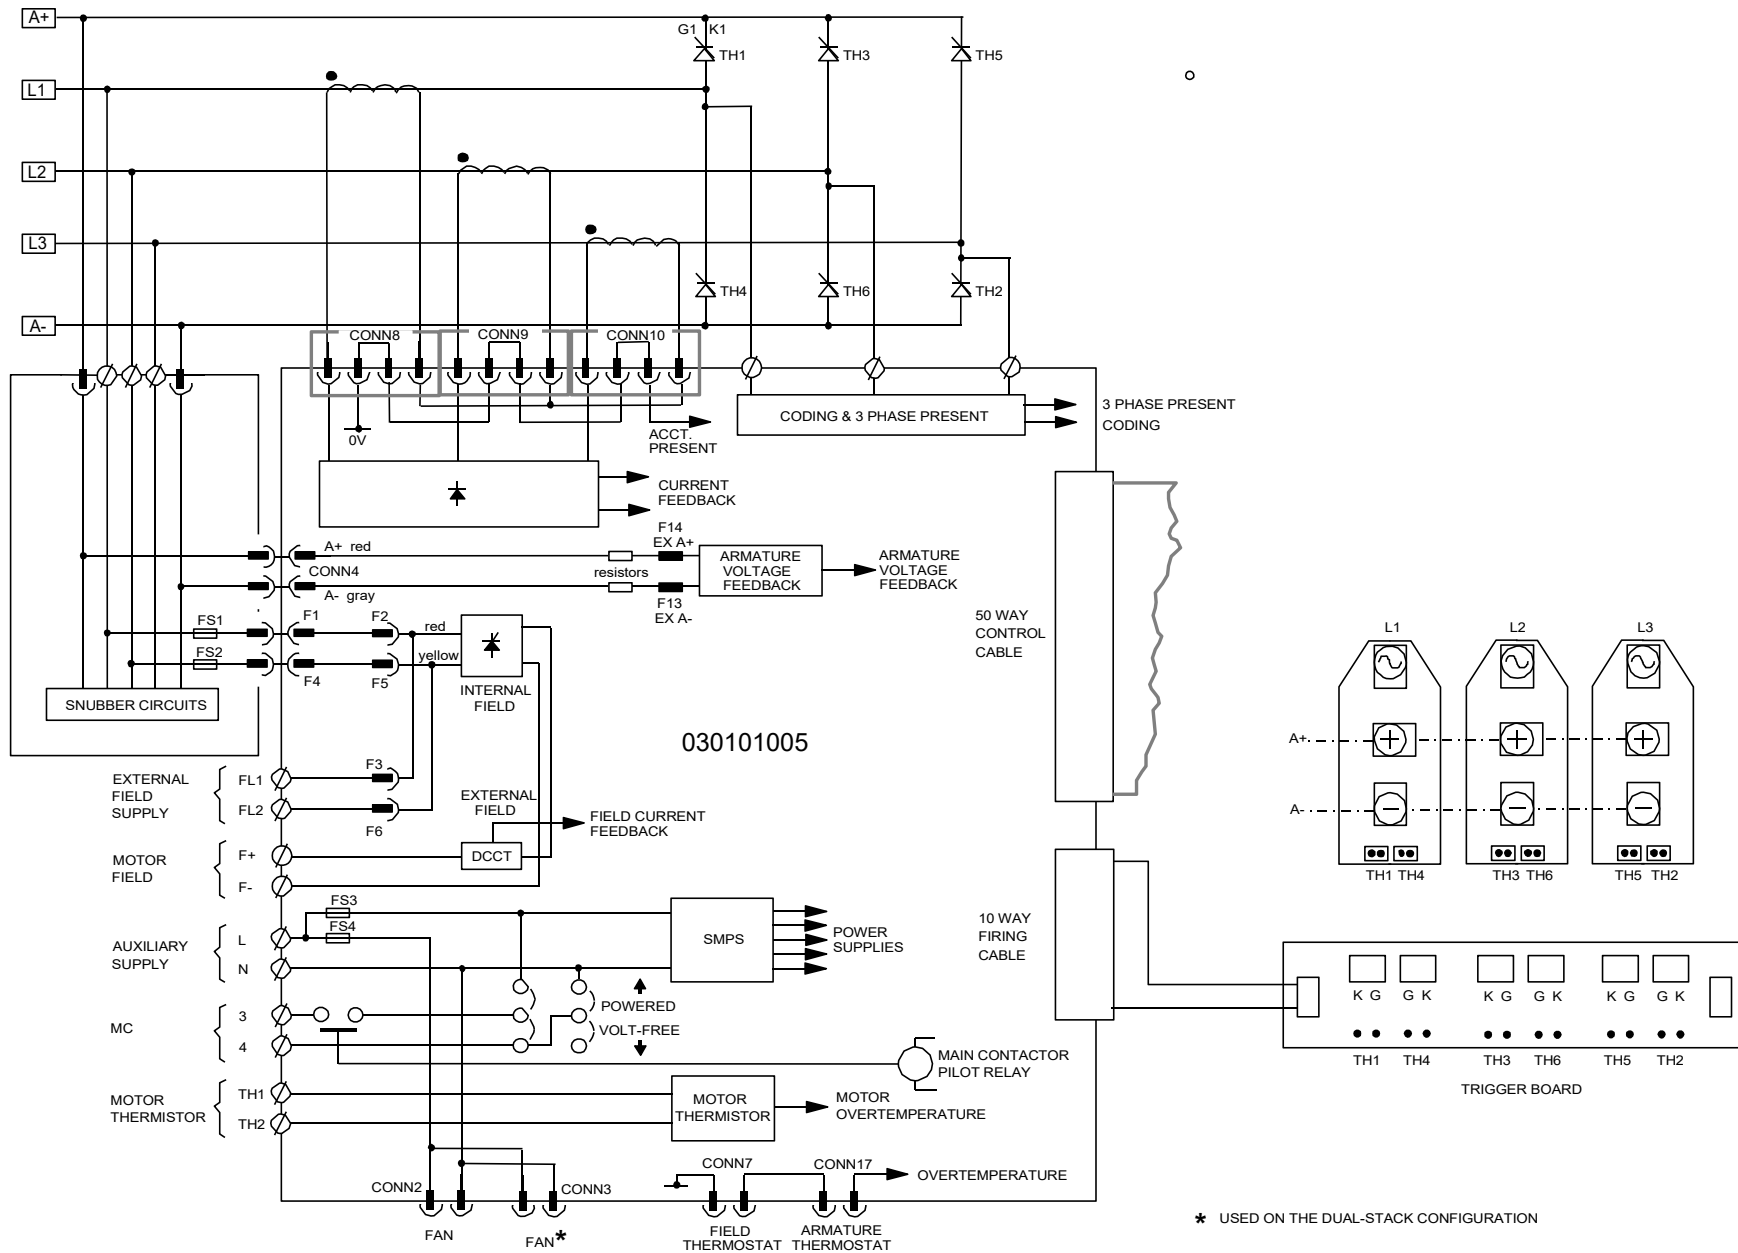 A+
G1 K1
TH1
TH3
TH5
L1
L2
L3
TH4
TH6
TH2
A-
CONN8
CONN9
CONN10
0V
ACCT.
PRESENT
CODING & 3 PHASE PRESENT
3 PHASE PRESENT
CODING
CURRENT
FEEDBACK
A+ red
CONN4
A- gray
resistors
F14
EX A+
F13
EX A-
ARMATURE
VOLTAGE
FEEDBACK
ARMATURE
VOLTAGE
FEEDBACK
FS1
FS2
F1
F2
red
F4
F5
yellow
INTERNAL
FIELD
SNUBBER CIRCUITS
50 WAY
CONTROL
CABLE
030101005
EXTERNAL
FIELD
SUPPLY
FL1
FL2
F3
F6
EXTERNAL
FIELD
FIELD CURRENT
FEEDBACK
DCCT
MOTOR
FIELD
F+
F-
FS3
FS4
AUXILIARY
SUPPLY
L
N
SMPS
POWER
SUPPLIES
10 WAY
FIRING
CABLE
MC
3
4
POWERED
VOLT-FREE
MAIN CONTACTOR
PILOT RELAY
MOTOR
THERMISTOR
TH1
TH2
MOTOR
THERMISTOR
MOTOR
OVERTEMPERATURE
CONN2
CONN3
FAN
FAN*
CONN7
CONN17
OVERTEMPERATURE
FIELD
THERMOSTAT
ARMATURE
THERMOSTAT
L1
L2
L3
A+
A-
TH1 TH4
TH3 TH6
TH5 TH2
K G
G K
K G
G K
K G
G K
TH1
TH4
TH3
TH6
TH5
TH2
TRIGGER BOARD
* USED ON THE DUAL-STACK CONFIGURATION